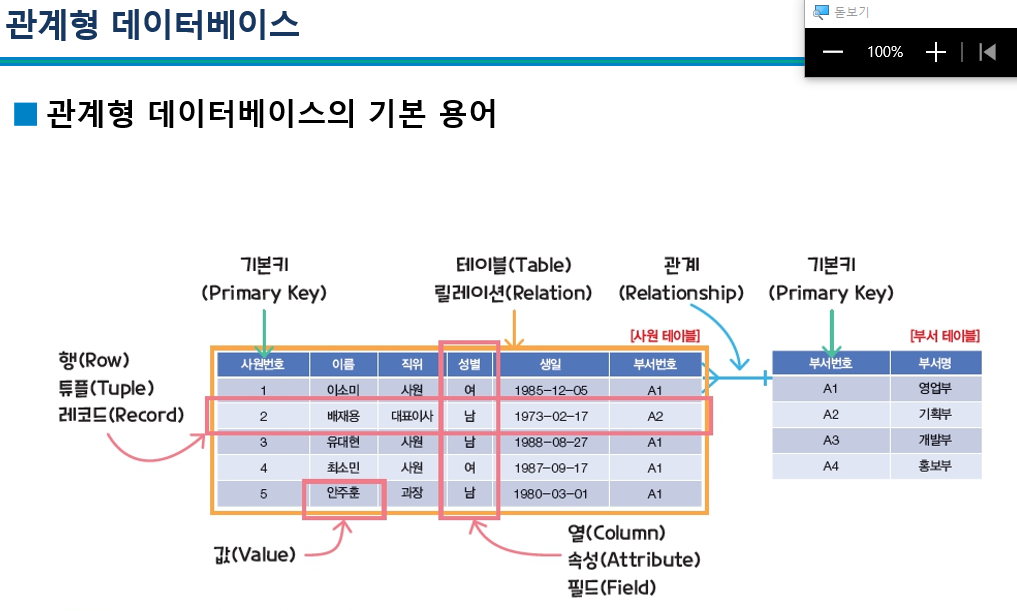 관계형 데이터베이스
돋보기
100%
■ 관계형 데이터베이스의 기본 용어
기본키
(Primary Key)
테이블(Table)
릴레이션(Relation)
관계
(Relationship)
기본키
(Primary Key)
[사원 테이블]
[부서 테이블]
행(Row)
튜플(Tuple)
레코드(Record)
사원번호 이름 직위 성별 생일 부서번호
1 이소미 사원 여 1985-12-05 A1
2 배재용 대표이사 남 1973-02-17 A2
3 유대현 사원 남 1988-08-27 A1
4 최소민 사원 여 1987-09-17 A1
5 안주훈 과장 남 1980-03-01 A1
부서번호 부서명
A1 영업부
A2 기획부
A3 개발부
A4 홍보부
값(Value)
열(Column)
속성(Attribute)
필드(Field)